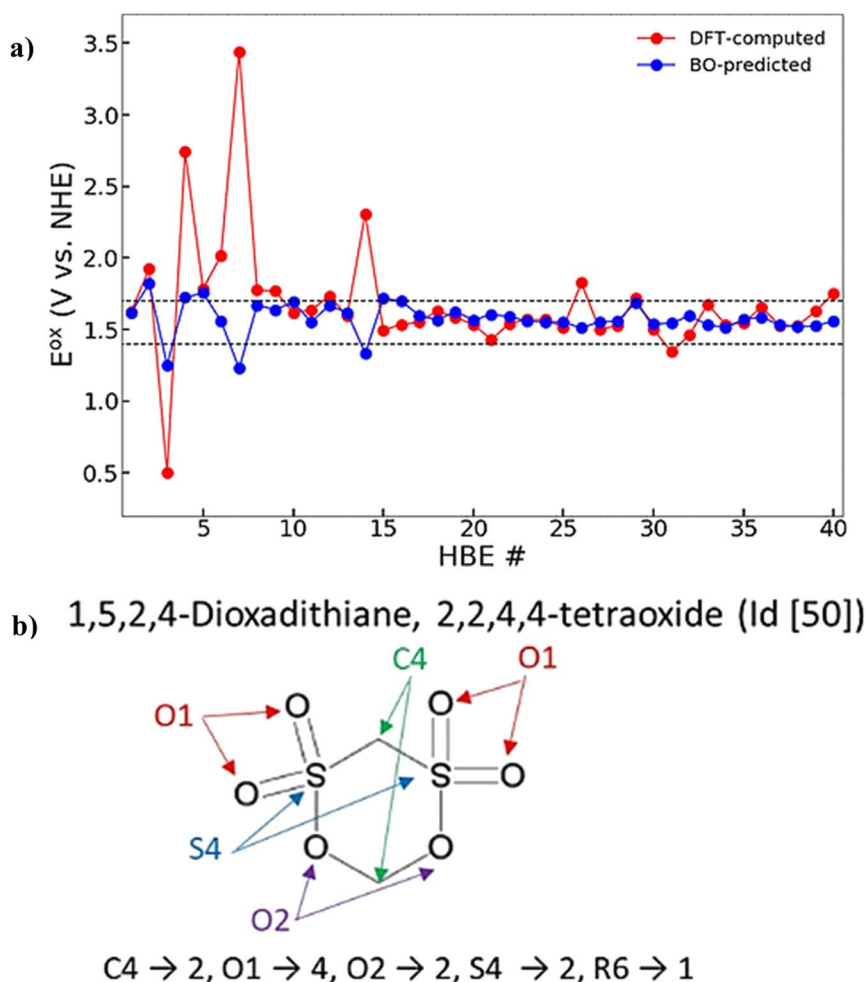 a)
3.5
3.0
2.5
2.0
1.5
1.0
0.5
E^ox (V vs. NHE)
DFT-computed
BO-predicted
5 10 15 20 25 30 35 40
HBE #
b) 1,5,2,4-Dioxadithiane, 2,2,4,4-tetraoxide (Id [50])
C4
O1
O1
O
O
O
S
S
O
O
S4
O
O
O2
C4 → 2, O1 → 4, O2 → 2, S4 → 2, R6 → 1